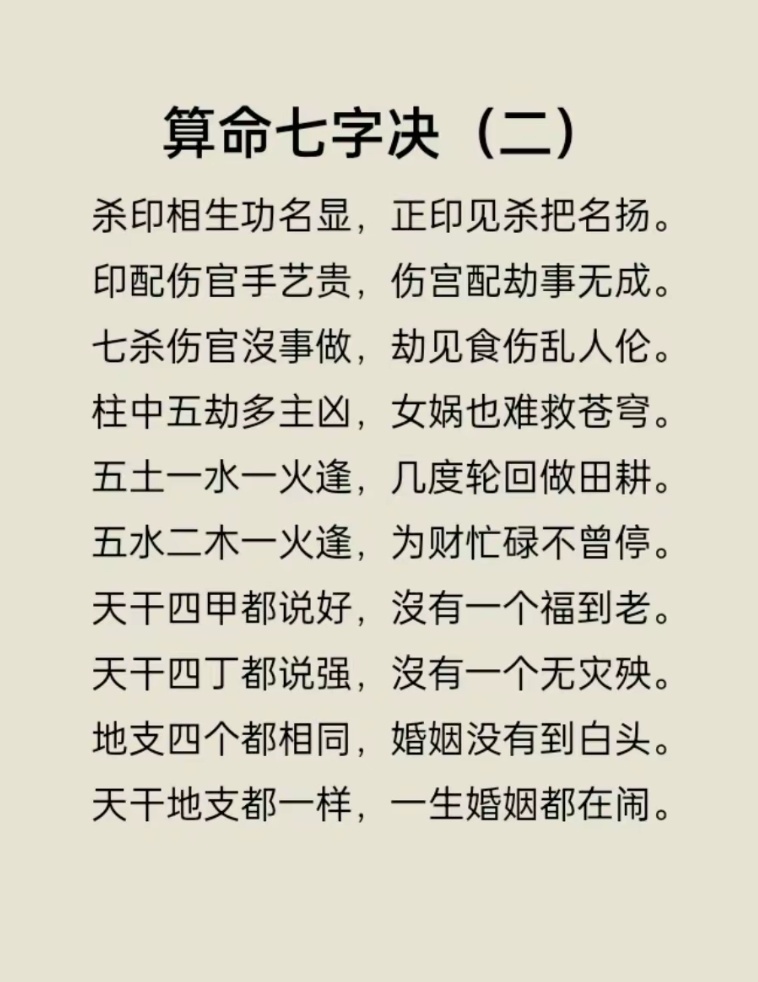 算命七字决（二）
杀印相生功名显，正印见杀把名扬。
印配伤官手艺贵，伤宫配劫事无成。
七杀伤官沒事做，劫见食伤乱人伦。
柱中五劫多主凶，女娲也难救苍穹。
五土一水一火逢，几度轮回做田耕。
五水二木一火逢，为财忙碌不曾停。
天干四甲都说好，沒有一个福到老。
天干四丁都说强，沒有一个无灾殃。
地支四个都相同，婚姻没有到白头。
天干地支都一样，一生婚姻都在闹。